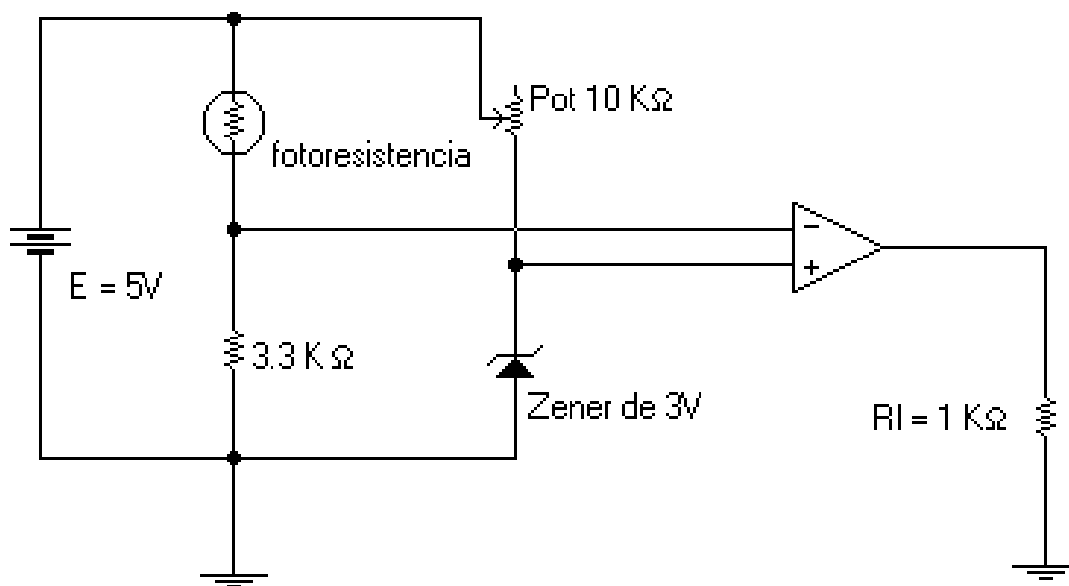 Pot 10 KΩ
fotoresistencia
−
+
E = 5V
3.3 K Ω
Zener de 3V
Rl = 1 KΩ